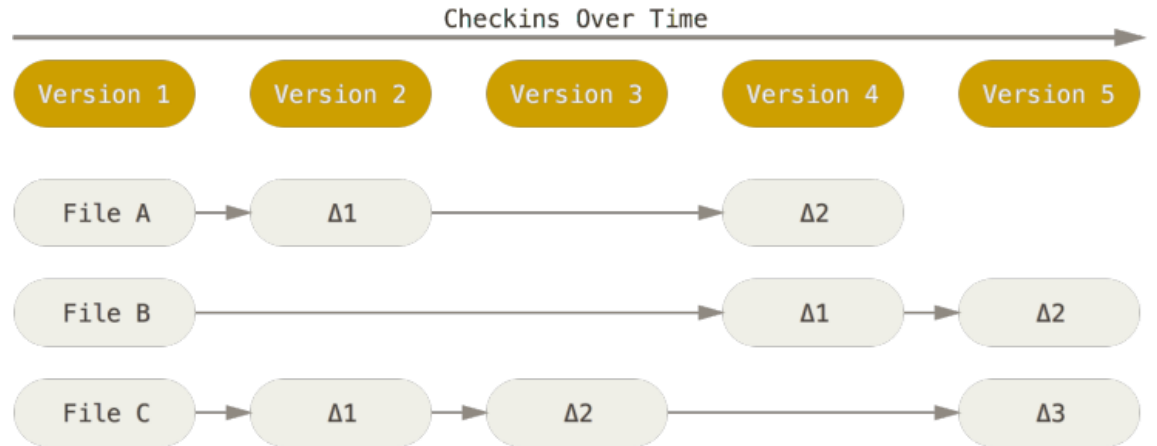 Checkins Over Time
Version 1 Version 2 Version 3 Version 4 Version 5
File A Δ1 Δ2
File B Δ1 Δ2
File C Δ1 Δ2 Δ3